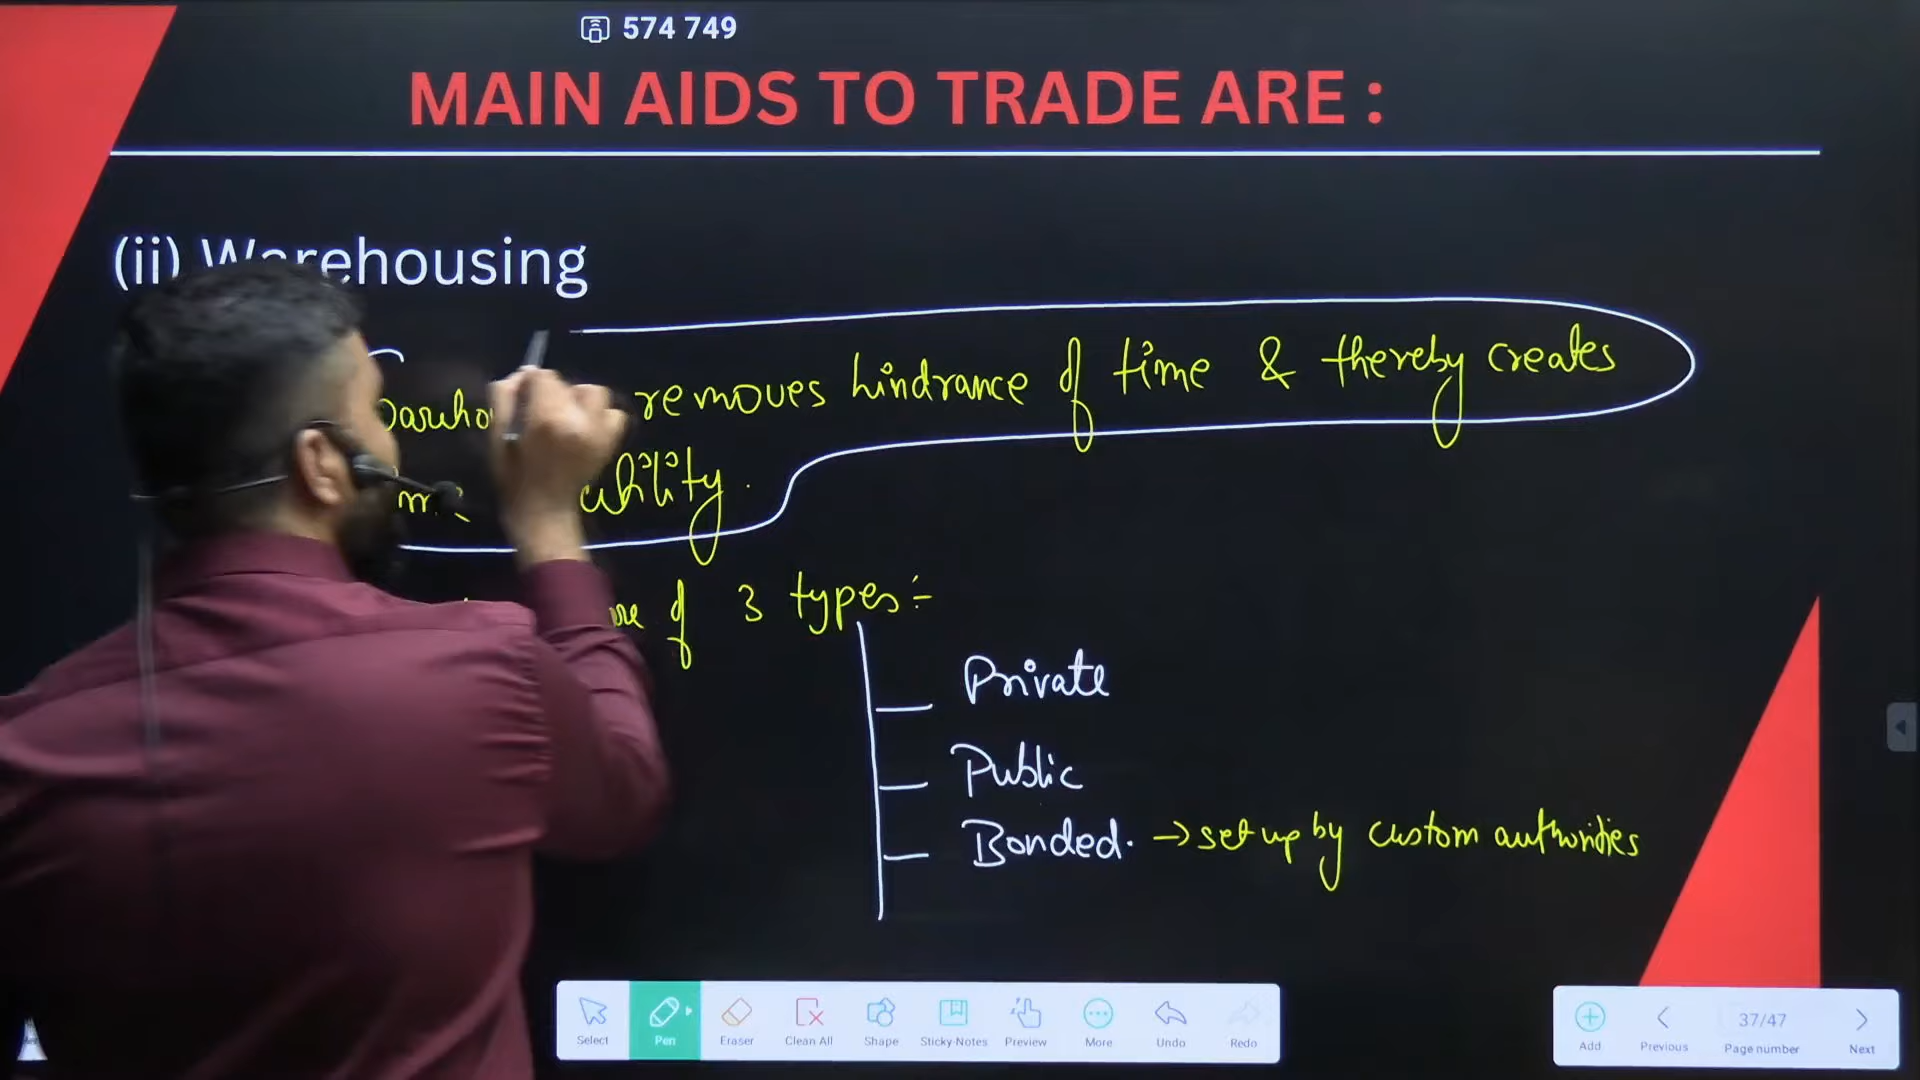 574 749
MAIN AIDS TO TRADE ARE :
(ii) Warehousing
removes hindrance of time & thereby creates
utility.
of 3 types :-
Private
Public
Bonded. → set up by custom authorities
Select Pen Eraser Clean All Shape Sticky-Notes Preview More Undo Redo
37/47
Add Previous Page number Next